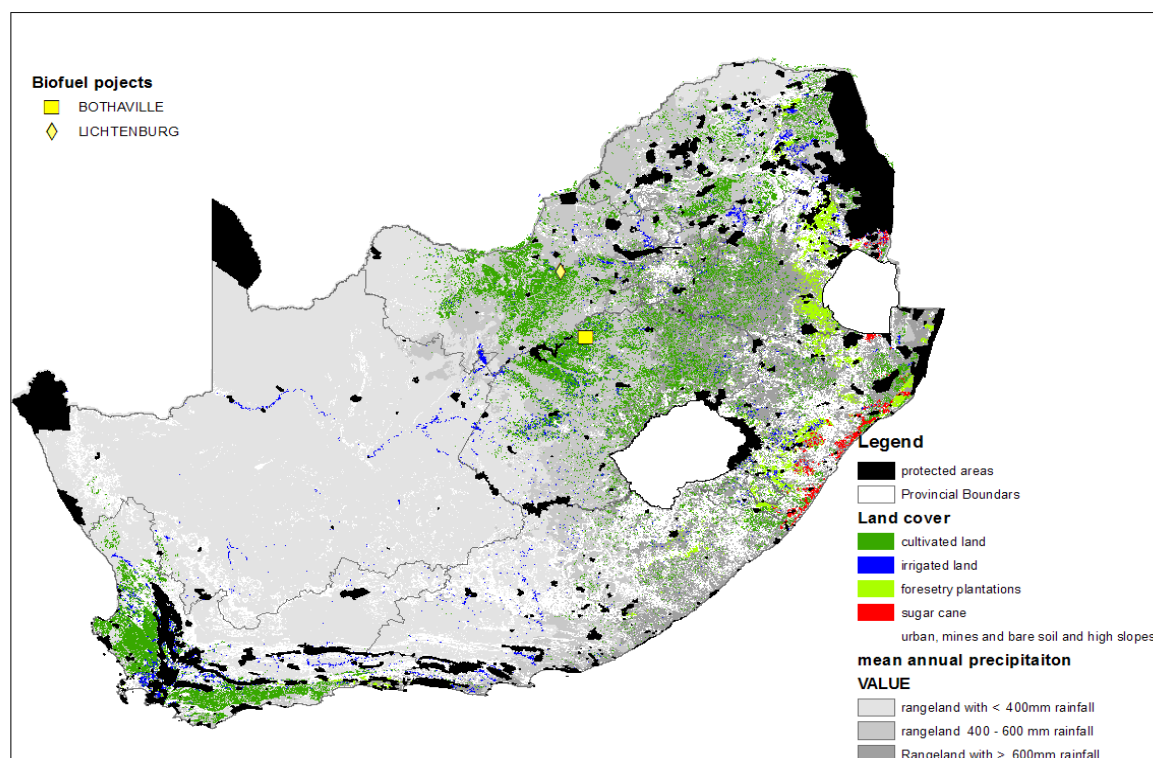 Biofuel pojects
BOTHAVILLE
LICHTENBURG
Legend
protected areas
Provincial Boundars
Land cover
cultivated land
irrigated land
foresetry plantations
sugar cane
urban, mines and bare soil and high slopes
mean annual precipitaiton
VALUE
rangeland with < 400mm rainfall
rangeland 400 - 600 mm rainfall
Rangeland with > 600mm rainfall